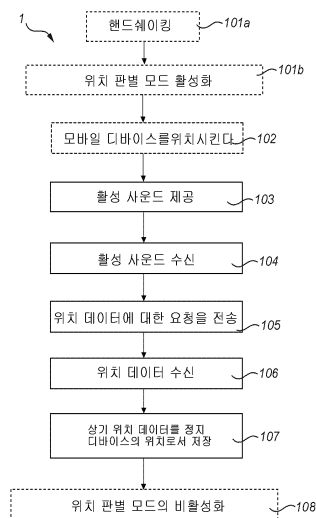 1
핸드쉐이킹
101a
위치 판별 모드 활성화
101b
모바일 디바이스를위치시킨다
102
활성 사운드 제공
103
활성 사운드 수신
104
위치 데이터에 대한 요청을 전송
105
위치 데이터 수신
106
상기 위치 데이터를 정지
디바이스의 위치로서 저장
107
위치 판별 모드의 비활성화
108